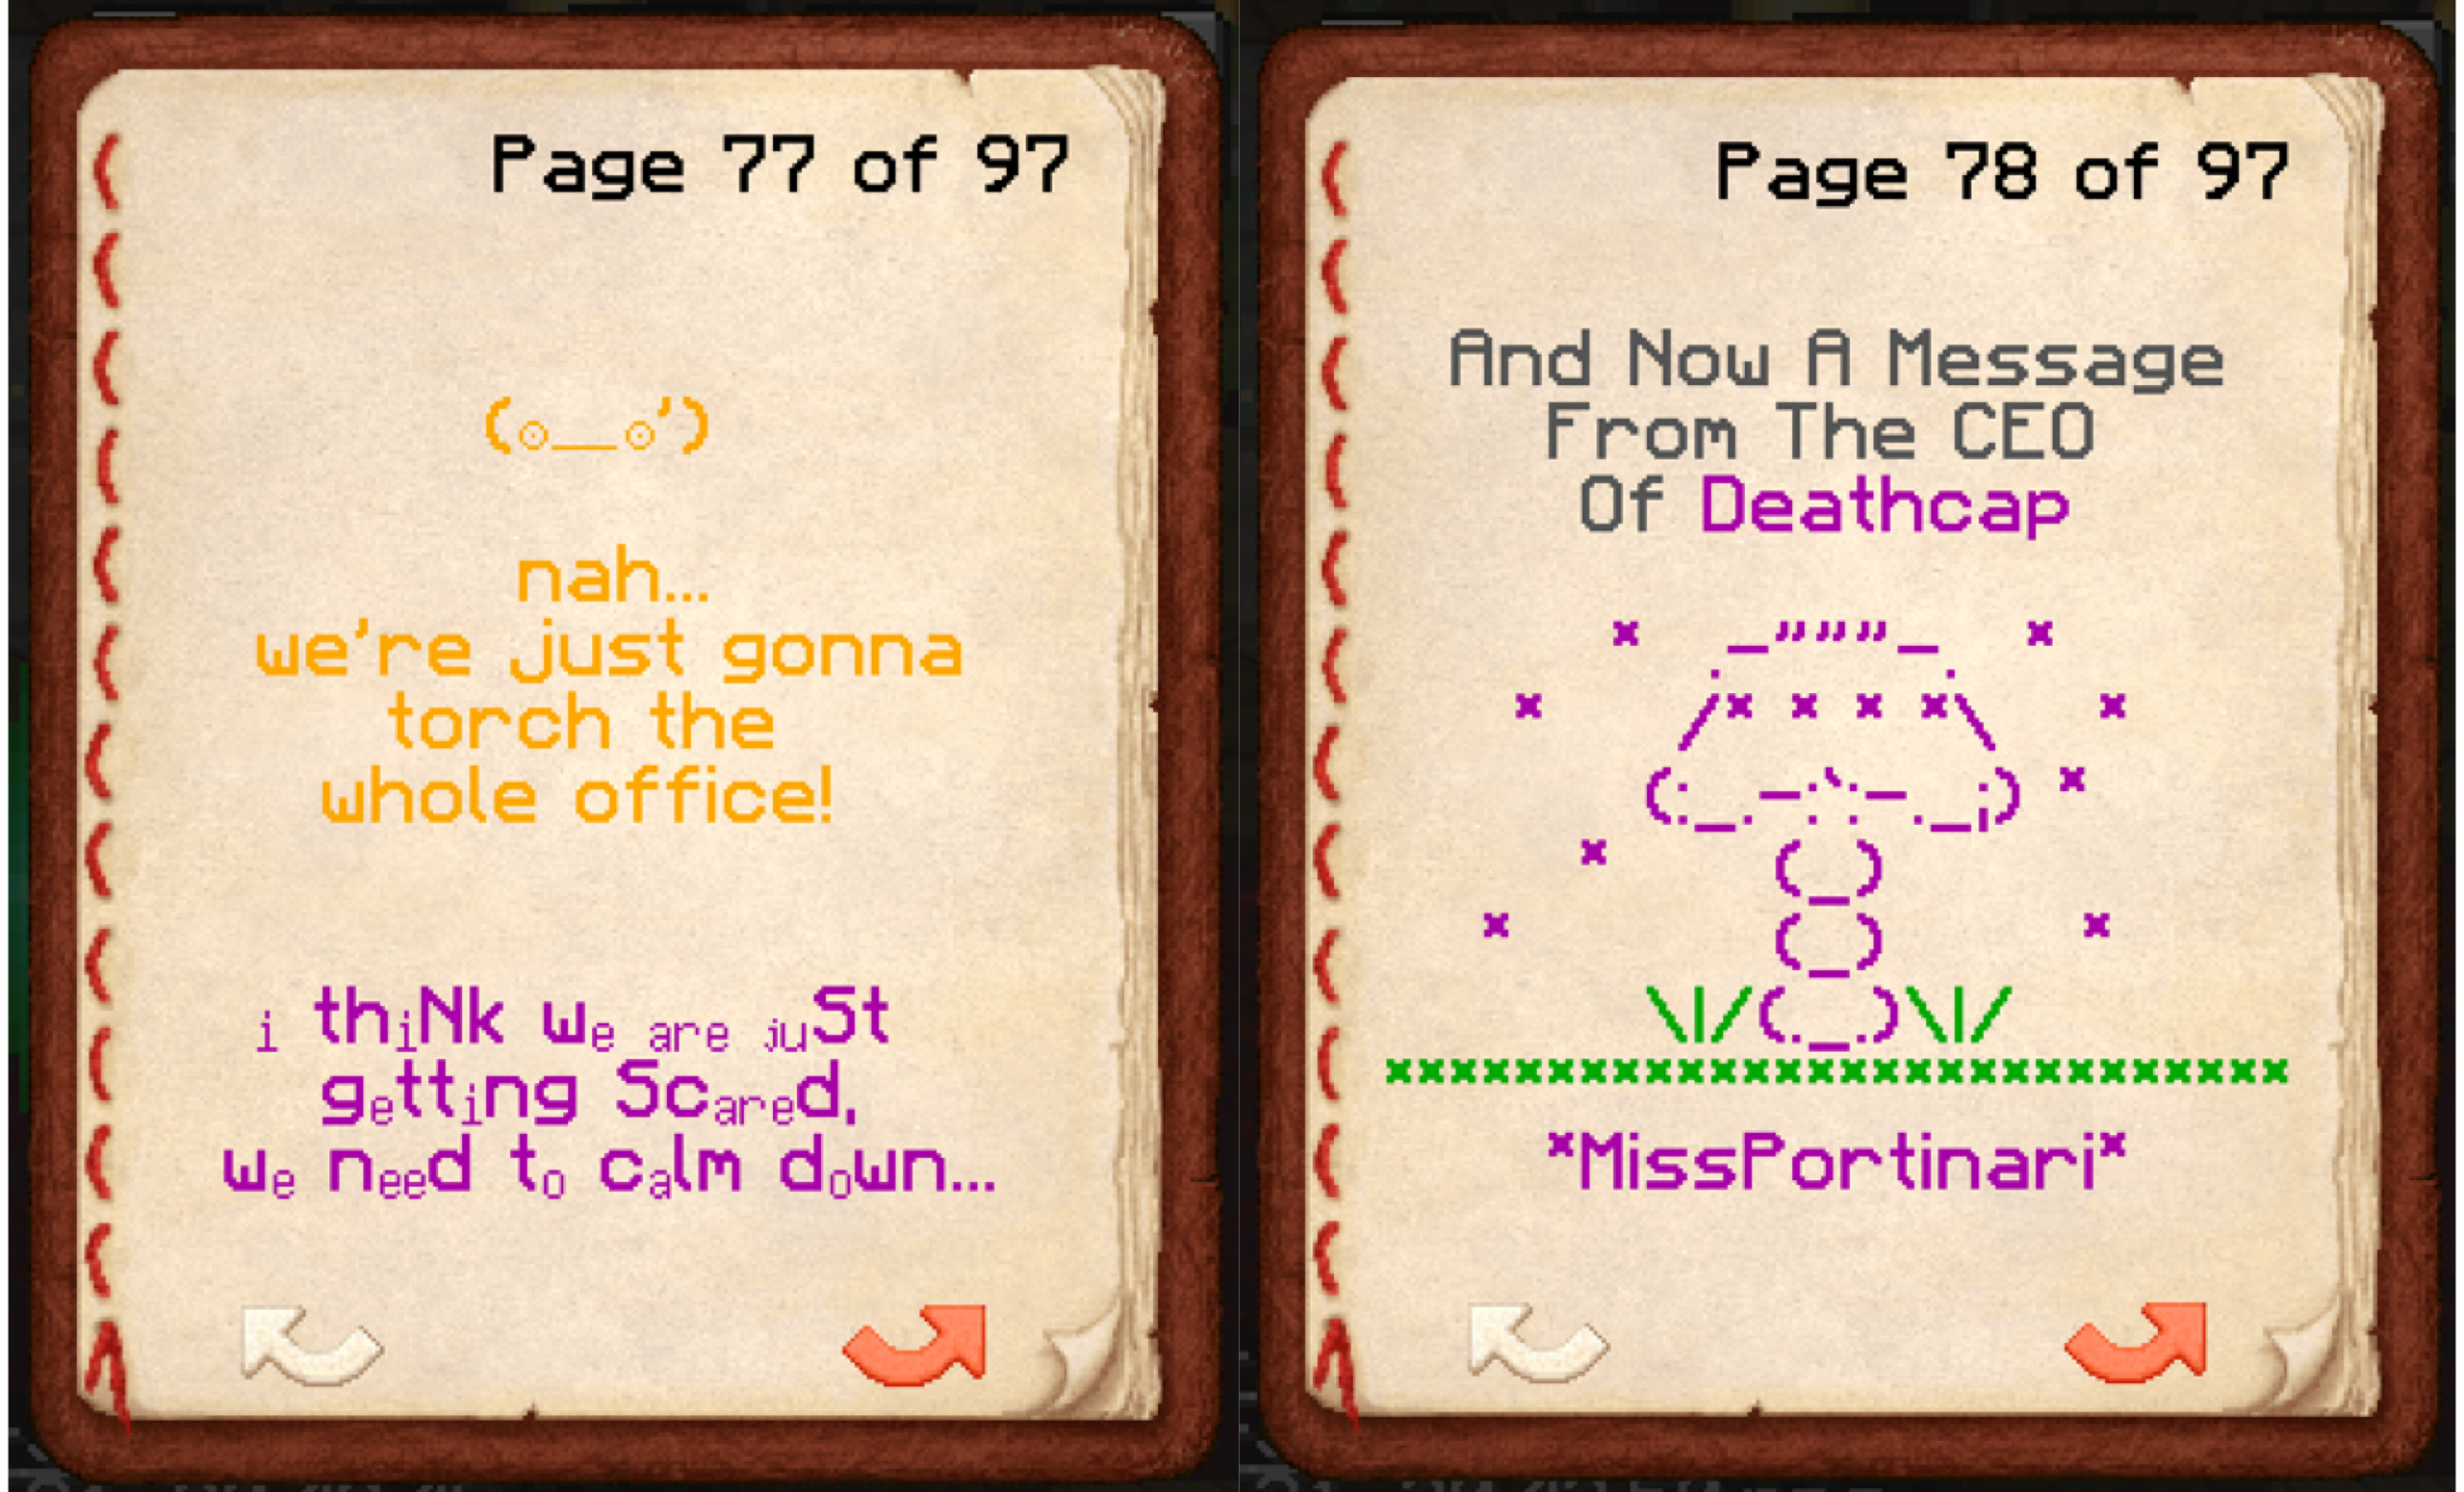 Page 77 of 97
(⊙__⊙')
nah...
we're just gonna
torch the
whole office!
i thiNk we are juSt
getting Scared,
we need to calm down...
Page 78 of 97
And Now A Message
From The CEO
Of Deathcap
*MissPortinari*